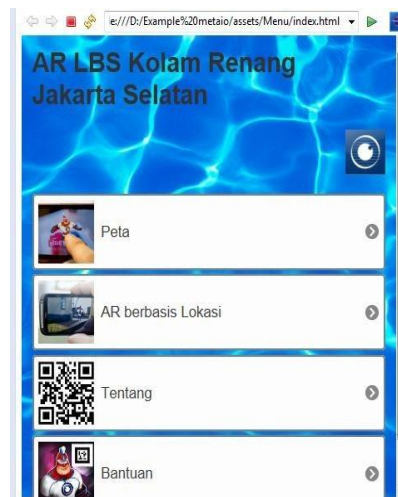 e:///D:/Example%20metaio/assets/Menu/index.html
AR LBS Kolam Renang
Jakarta Selatan
Peta
AR berbasis Lokasi
Tentang
Bantuan